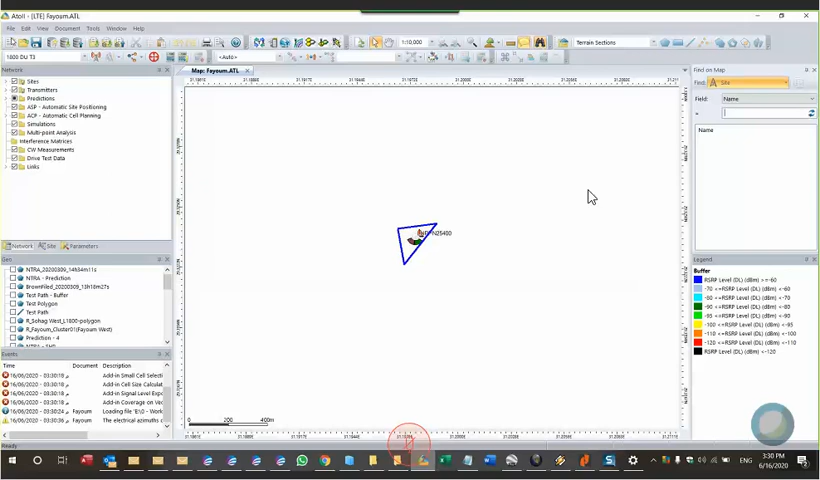 Atoll - [LTE] Fayoum.ATL
File Edit View Document Tools Window Help
1:10,000
Terrain Sections
1800 DU T3
<Auto>
Network
Map: Fayoum.ATL
Find on Map
Sites
Transmitters
Predictions
ASP - Automatic Site Positioning
ACP - Automatic Cell Planning
Simulations
Multi-point Analysis
Interference Matrices
CW Measurements
Drive Test Data
Links
Find: Site
Field: Name
=
Name
Network Site Parameters
Geo
NTRA_20200309_14h34m11s
NTRA - Prediction
BrownFiled_20200309_13h18m27s
Test Path - Buffer
Test Polygon
Test Path
R_Sohag West_L1800-polygon
R_Fayoum_Cluster01(Fayoum West)
Prediction - 4
Legend
Buffer
RSRP Level (DL) (dBm) >=-60
-70 <=RSRP Level (DL) (dBm) <-60
-80 <=RSRP Level (DL) (dBm) <-70
-90 <=RSRP Level (DL) (dBm) <-80
-95 <=RSRP Level (DL) (dBm) <-90
-100 <=RSRP Level (DL) (dBm) <-95
-110 <=RSRP Level (DL) (dBm) <-100
-120 <=RSRP Level (DL) (dBm) <-110
RSRP Level (DL) (dBm) <-120
Events
Time Document Description
16/06/2020 - 03:30:18 Add-in Small Cell Selecti
16/06/2020 - 03:30:18 Add-in Cell Size Calculat
16/06/2020 - 03:30:18 Add-in Signal Level Expo
16/06/2020 - 03:30:18 Add-in Coverage on Vec
16/06/2020 - 03:30:24 Fayoum Loading file 'E:\0 - Work
16/06/2020 - 03:30:36 Fayoum The electrical azimuths
0 200 400m
Ready
ENG
3:30 PM
6/16/2020